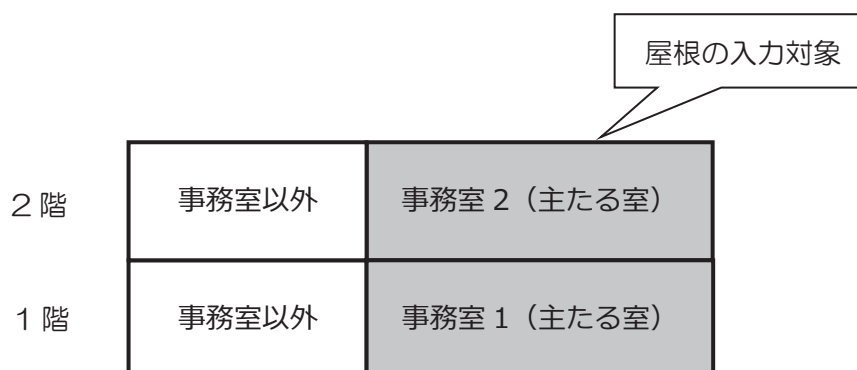 屋根の入力対象
2階
事務室以外
事務室2（主たる室）
1階
事務室以外
事務室1（主たる室）